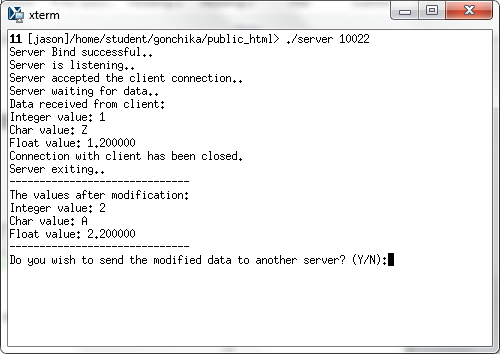 xterm
11 [jason]/home/student/gonchika/public_html> ./server 10022
Server Bind successful..
Server is listening..
Server accepted the client connection..
Server waiting for data..
Data received from client:
Integer value: 1
Char value: Z
Float value: 1.200000
Connection with client has been closed.
Server exiting..
------------------------------
The values after modification:
Integer value: 2
Char value: A
Float value: 2.200000
------------------------------
Do you wish to send the modified data to another server? (Y/N):